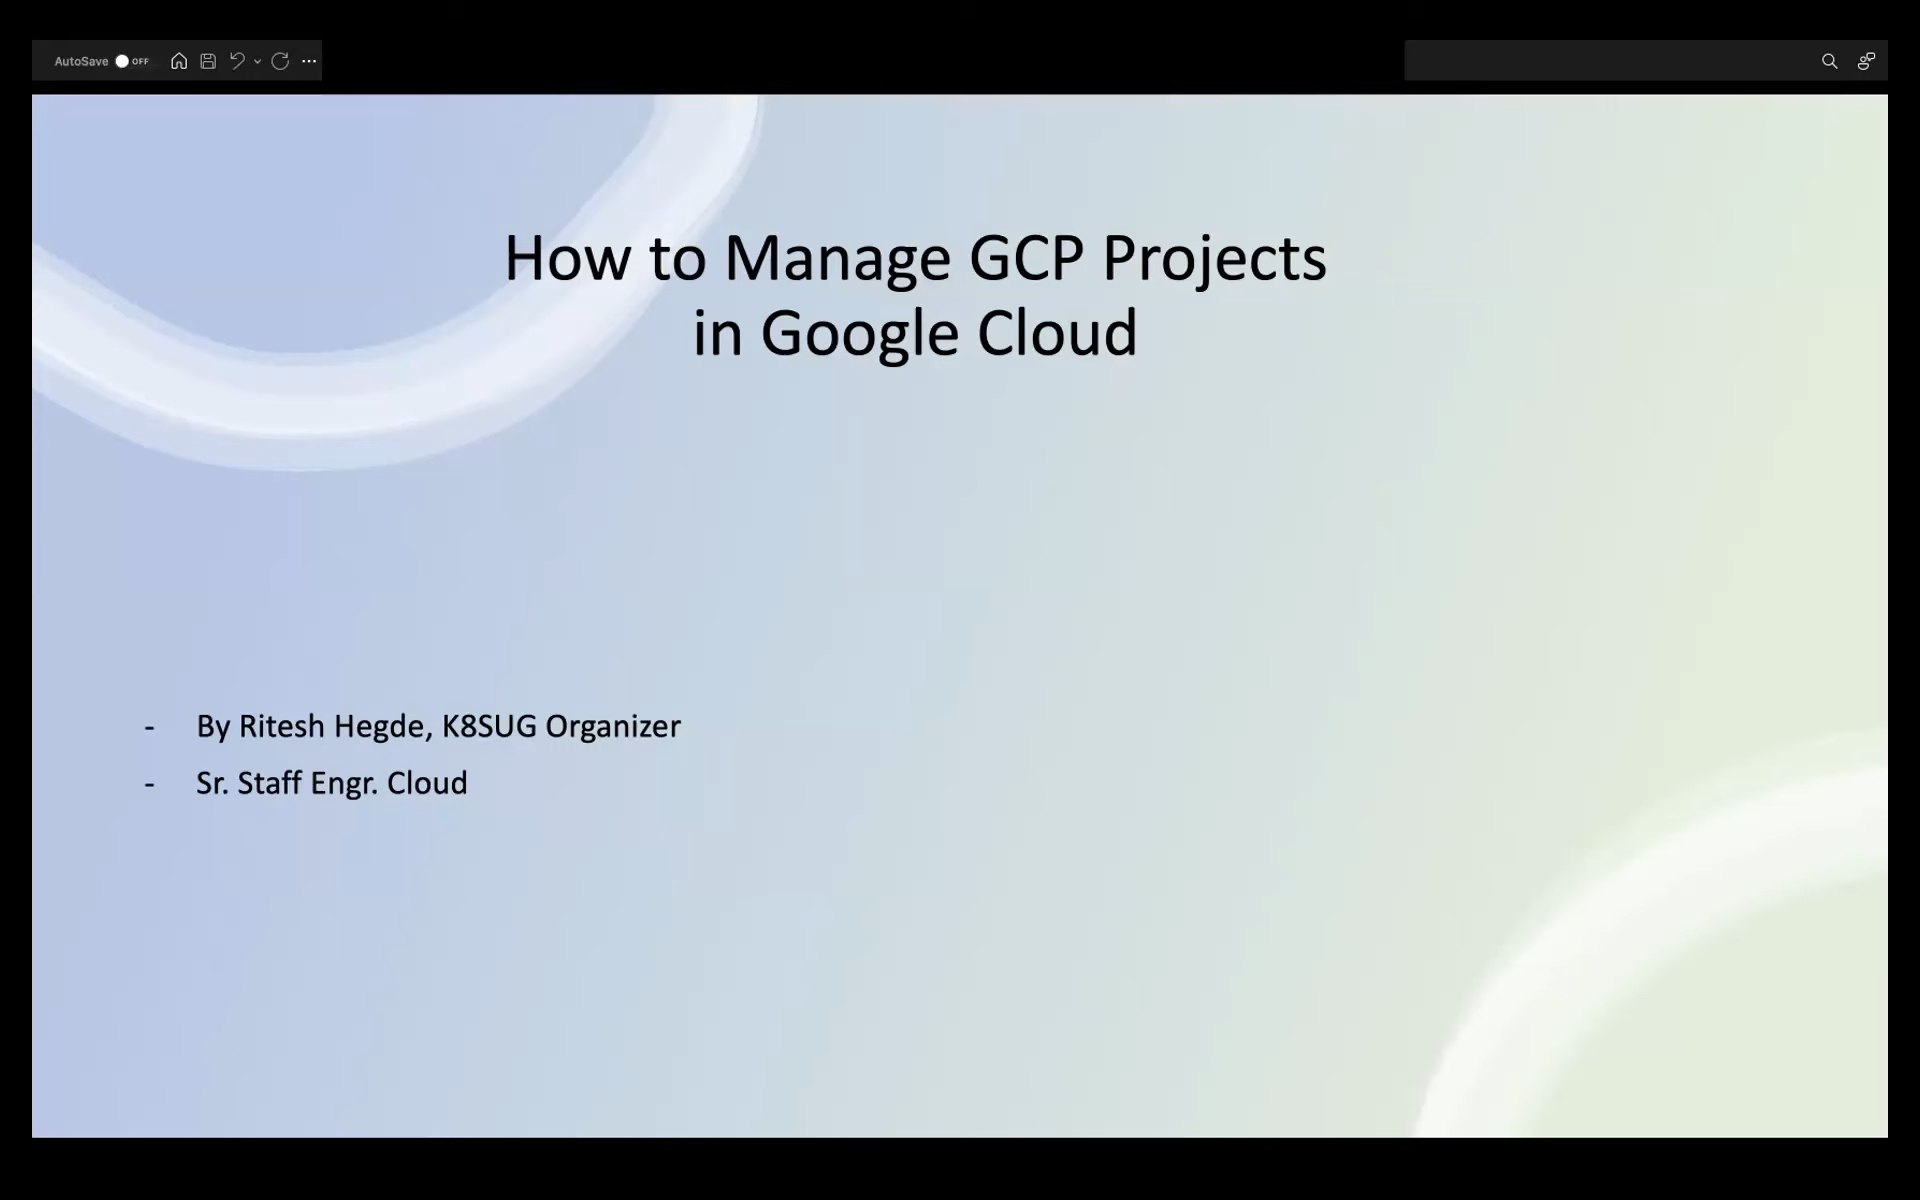 AutoSave OFF
How to Manage GCP Projects
in Google Cloud
- By Ritesh Hegde, K8SUG Organizer
- Sr. Staff Engr. Cloud